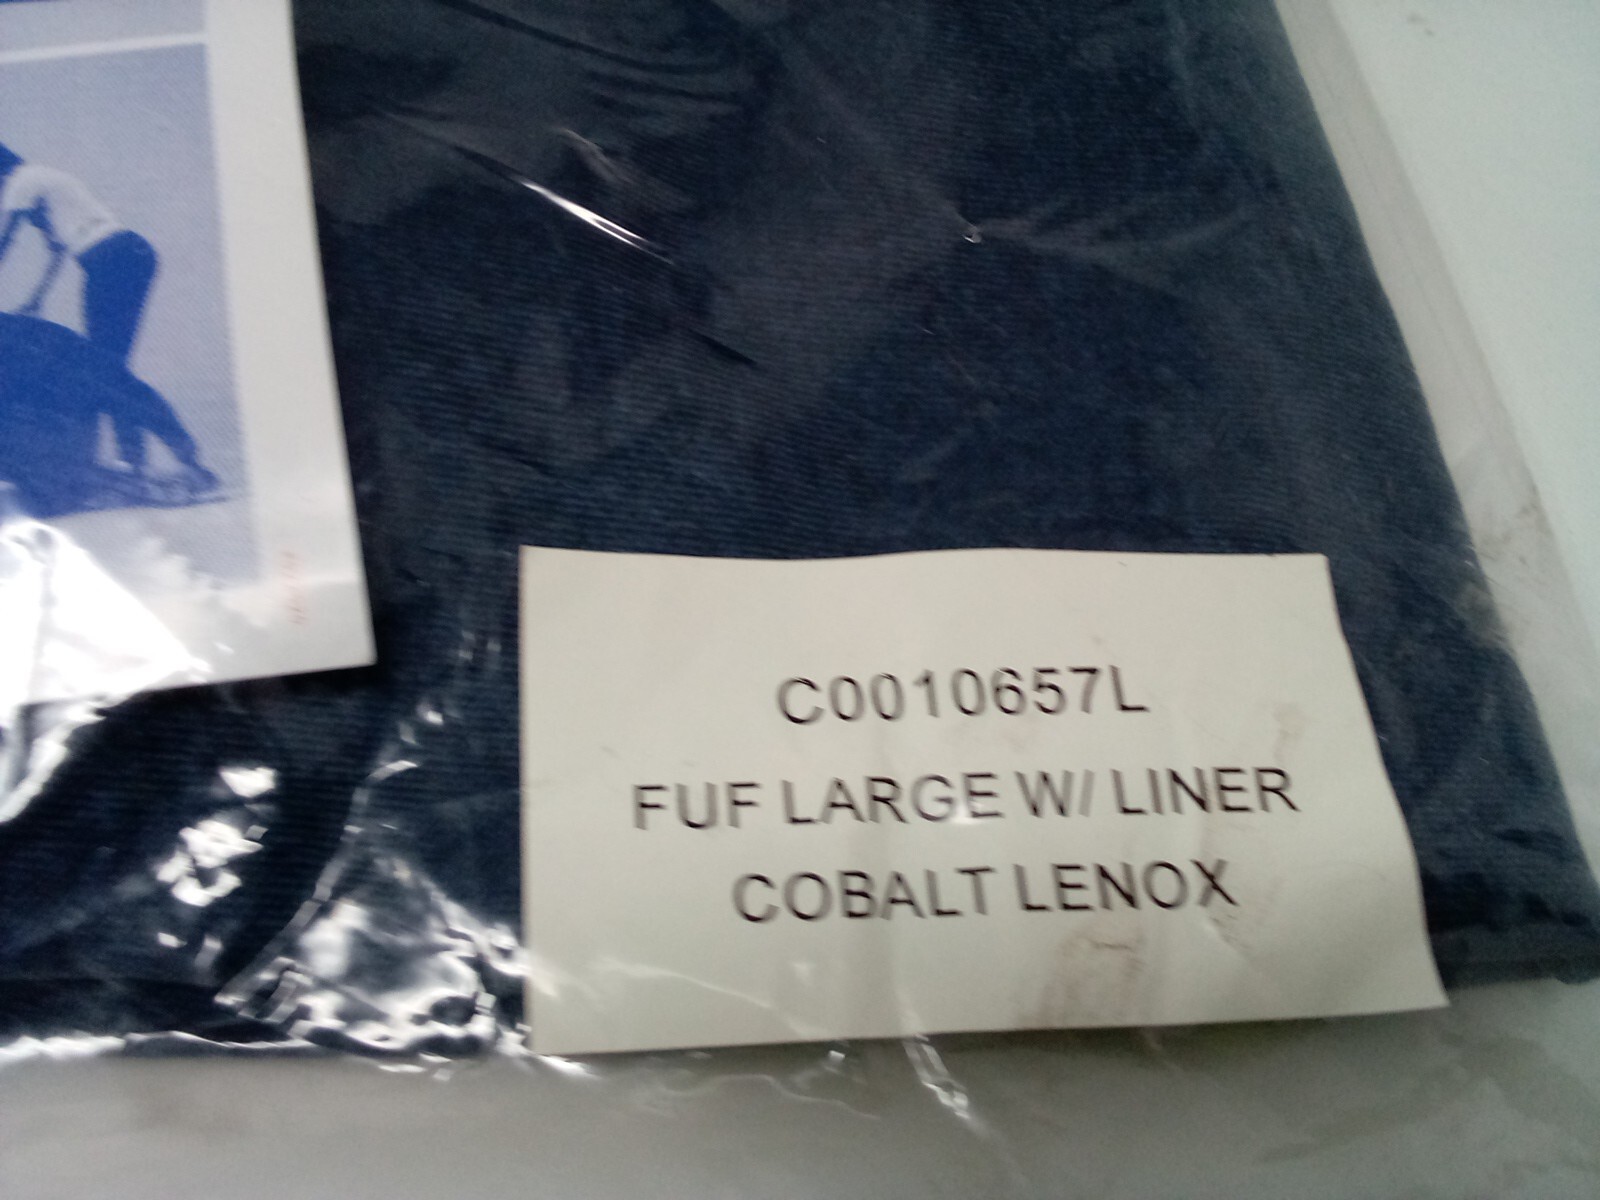 C0010657L
FUF LARGE W/ LINER
COBALT LENOX